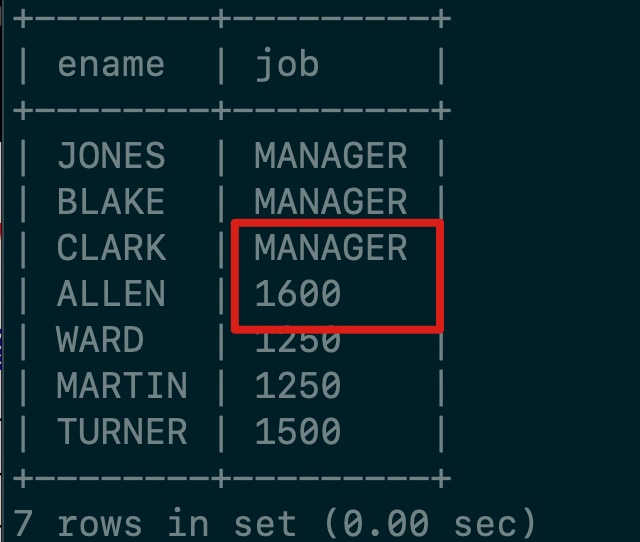 +---------+---------+
| ename   | job     |
+---------+---------+
| JONES   | MANAGER |
| BLAKE   | MANAGER |
| CLARK   | MANAGER |
| ALLEN   | 1600    |
| WARD    | 1250    |
| MARTIN  | 1250    |
| TURNER  | 1500    |
+---------+---------+
7 rows in set (0.00 sec)